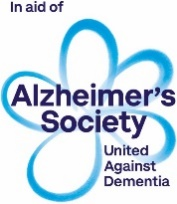 In aid of
Alzheimer's
Society
United
Against
Dementia